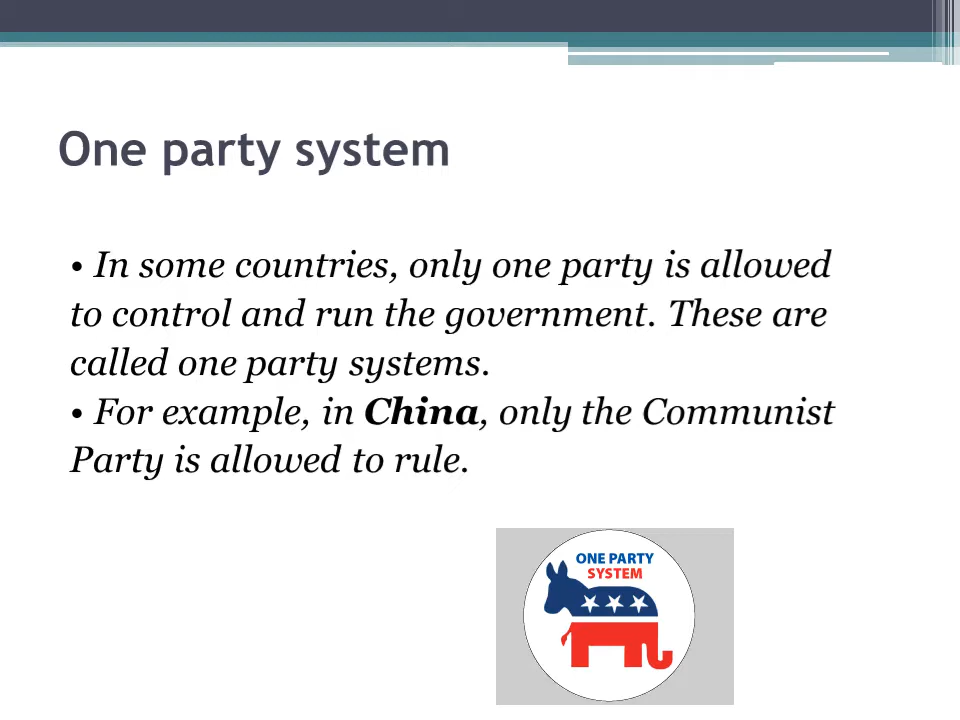 One party system
• In some countries, only one party is allowed
to control and run the government. These are
called one party systems.
• For example, in China, only the Communist
Party is allowed to rule.
ONE PARTY
SYSTEM